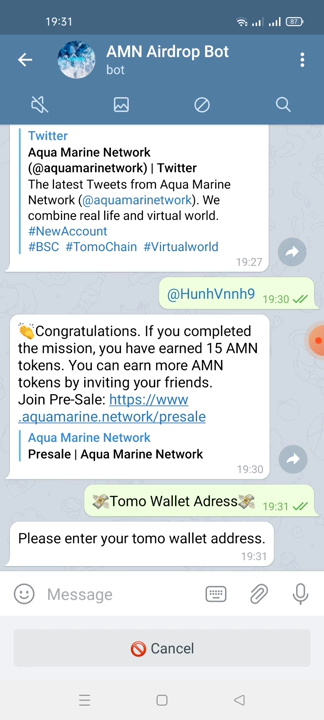 19:31
87
AMN Airdrop Bot
bot
Twitter
Aqua Marine Network
(@aquamarinetwork) | Twitter
The latest Tweets from Aqua Marine
Network (@aquamarinetwork). We
combine real life and virtual world.
#NewAccount
#BSC #TomoChain #Virtualworld
19:27
@HunhVnnh9 19:30
👏Congratulations. If you completed
the mission, you have earned 15 AMN
tokens. You can earn more AMN
tokens by inviting your friends.
Join Pre-Sale: https://www
.aquamarine.network/presale
Aqua Marine Network
Presale | Aqua Marine Network
19:30
💸Tomo Wallet Adress💸 19:31
Please enter your tomo wallet address.
19:31
Message
🚫 Cancel